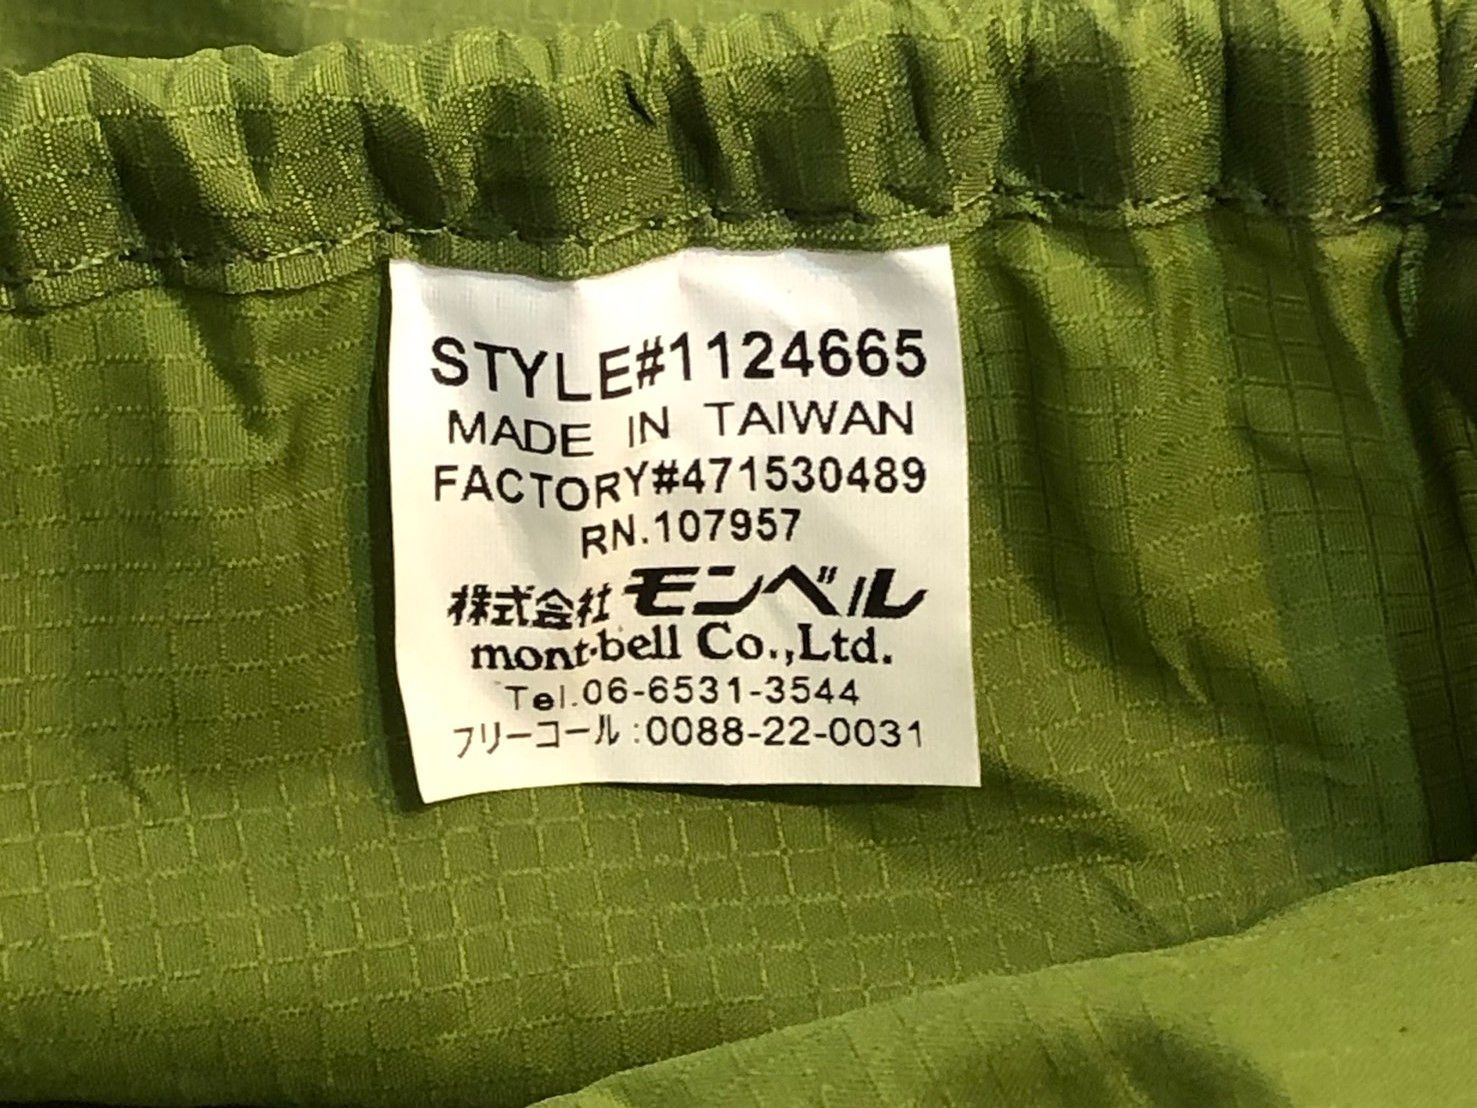 STYLE#1124665
MADE IN TAIWAN
FACTORY#471530489
RN.107957
株式会社モンベル
mont-bell Co.,Ltd.
Tel.06-6531-3544
フリーコール:0088-22-0031